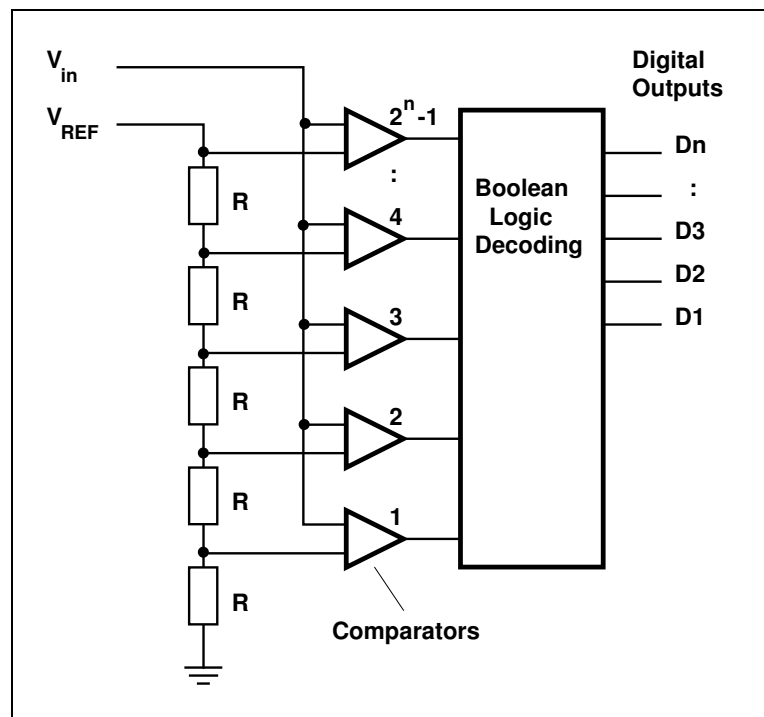 V_in
V_REF
Digital
Outputs
2^n-1
:
4
3
2
1
R
R
R
R
R
Boolean
Logic
Decoding
Dn
:
D3
D2
D1
Comparators